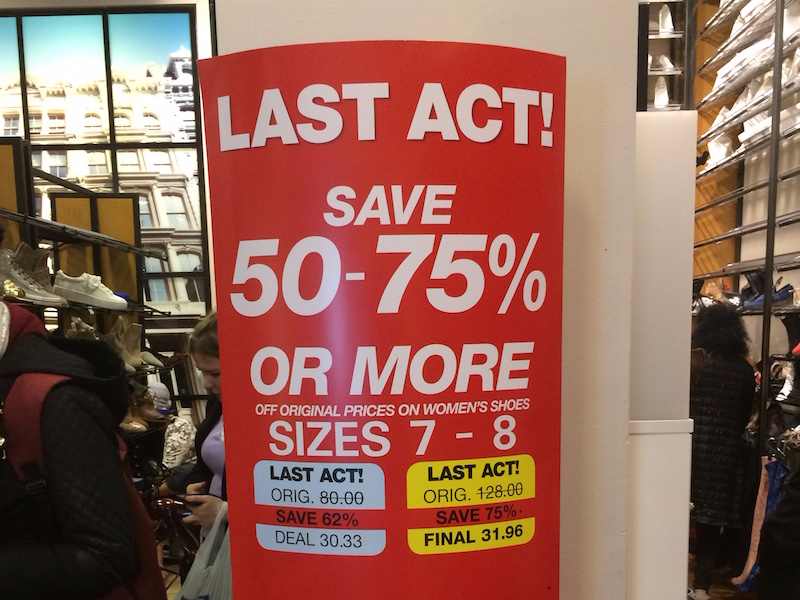 LAST ACT!
SAVE
50-75%
OR MORE
OFF ORIGINAL PRICES ON WOMEN'S SHOES
SIZES 7 - 8
LAST ACT!
ORIG. 80.00
SAVE 62%
DEAL 30.33
LAST ACT!
ORIG. 128.00
SAVE 75%
FINAL 31.96